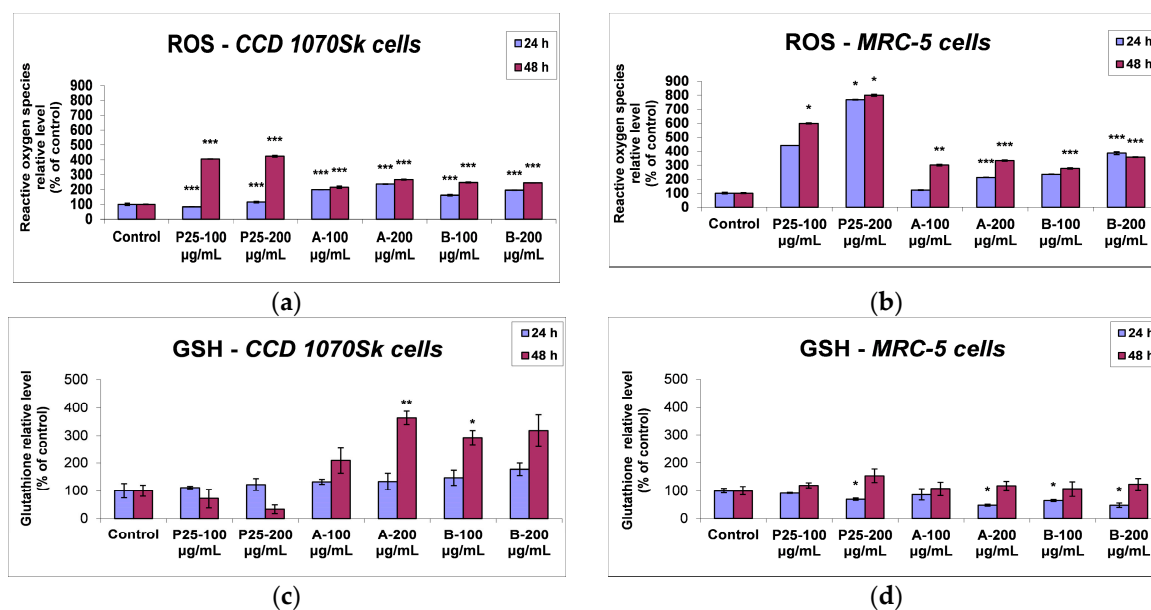 ROS - CCD 1070Sk cells
24 h
48 h
Reactive oxygen species
relative level
(% of control)
900
800
700
600
500
400
300
200
100
0
*** *** *** *** *** *** *** *** *** *** *** ***
Control P25-100 P25-200 A-100 A-200 B-100 B-200
µg/mL µg/mL µg/mL µg/mL µg/mL µg/mL
(a)
ROS - MRC-5 cells
24 h
48 h
Reactive oxygen species
relative level
(% of control)
900
800
700
600
500
400
300
200
100
0
* * * ** *** *** *** *** ***
Control P25-100 P25-200 A-100 A-200 B-100 B-200
µg/mL µg/mL µg/mL µg/mL µg/mL µg/mL
(b)
GSH - CCD 1070Sk cells
24 h
48 h
Glutathione relative level
(% of control)
500
400
300
200
100
0
** *
Control P25-100 P25-200 A-100 A-200 B-100 B-200
µg/mL µg/mL µg/mL µg/mL µg/mL µg/mL
(c)
GSH - MRC-5 cells
24 h
48 h
Glutathione relative level
(% of control)
500
400
300
200
100
0
* * * *
Control P25-100 P25-200 A-100 A-200 B-100 B-200
µg/mL µg/mL µg/mL µg/mL µg/mL µg/mL
(d)